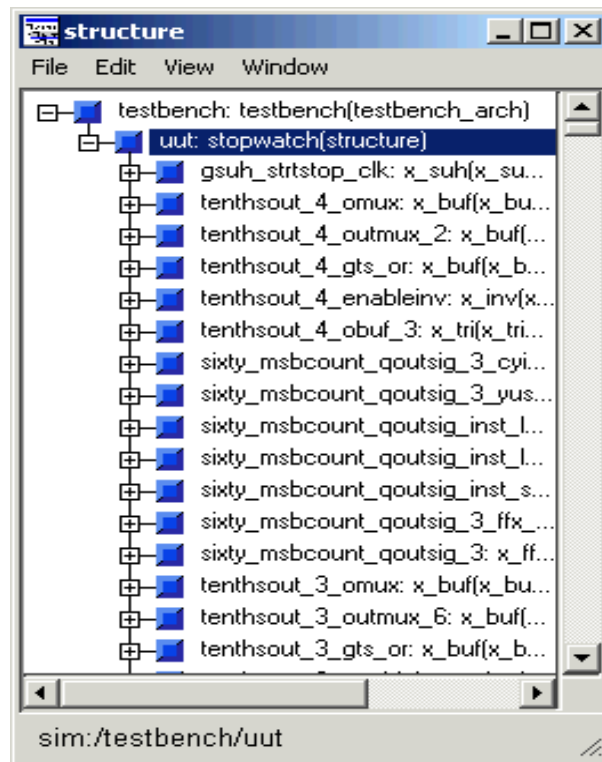 structure
File Edit View Window
testbench: testbench(testbench_arch)
uut: stopwatch(structure)
gsuh_strtstop_clk: x_suh(x_su...
tenthsout_4_omux: x_buf(x_bu...
tenthsout_4_outmux_2: x_buf(...
tenthsout_4_gts_or: x_buf(x_b...
tenthsout_4_enableinv: x_inv(x...
tenthsout_4_obuf_3: x_tri(x_tri...
sixty_msbcount_qoutsig_3_cyi...
sixty_msbcount_qoutsig_3_yus...
sixty_msbcount_qoutsig_inst_l...
sixty_msbcount_qoutsig_inst_l...
sixty_msbcount_qoutsig_inst_s...
sixty_msbcount_qoutsig_3_ffx_...
sixty_msbcount_qoutsig_3: x_ff...
tenthsout_3_omux: x_buf(x_bu...
tenthsout_3_outmux_6: x_buf(...
tenthsout_3_gts_or: x_buf(x_b...
sim:/testbench/uut